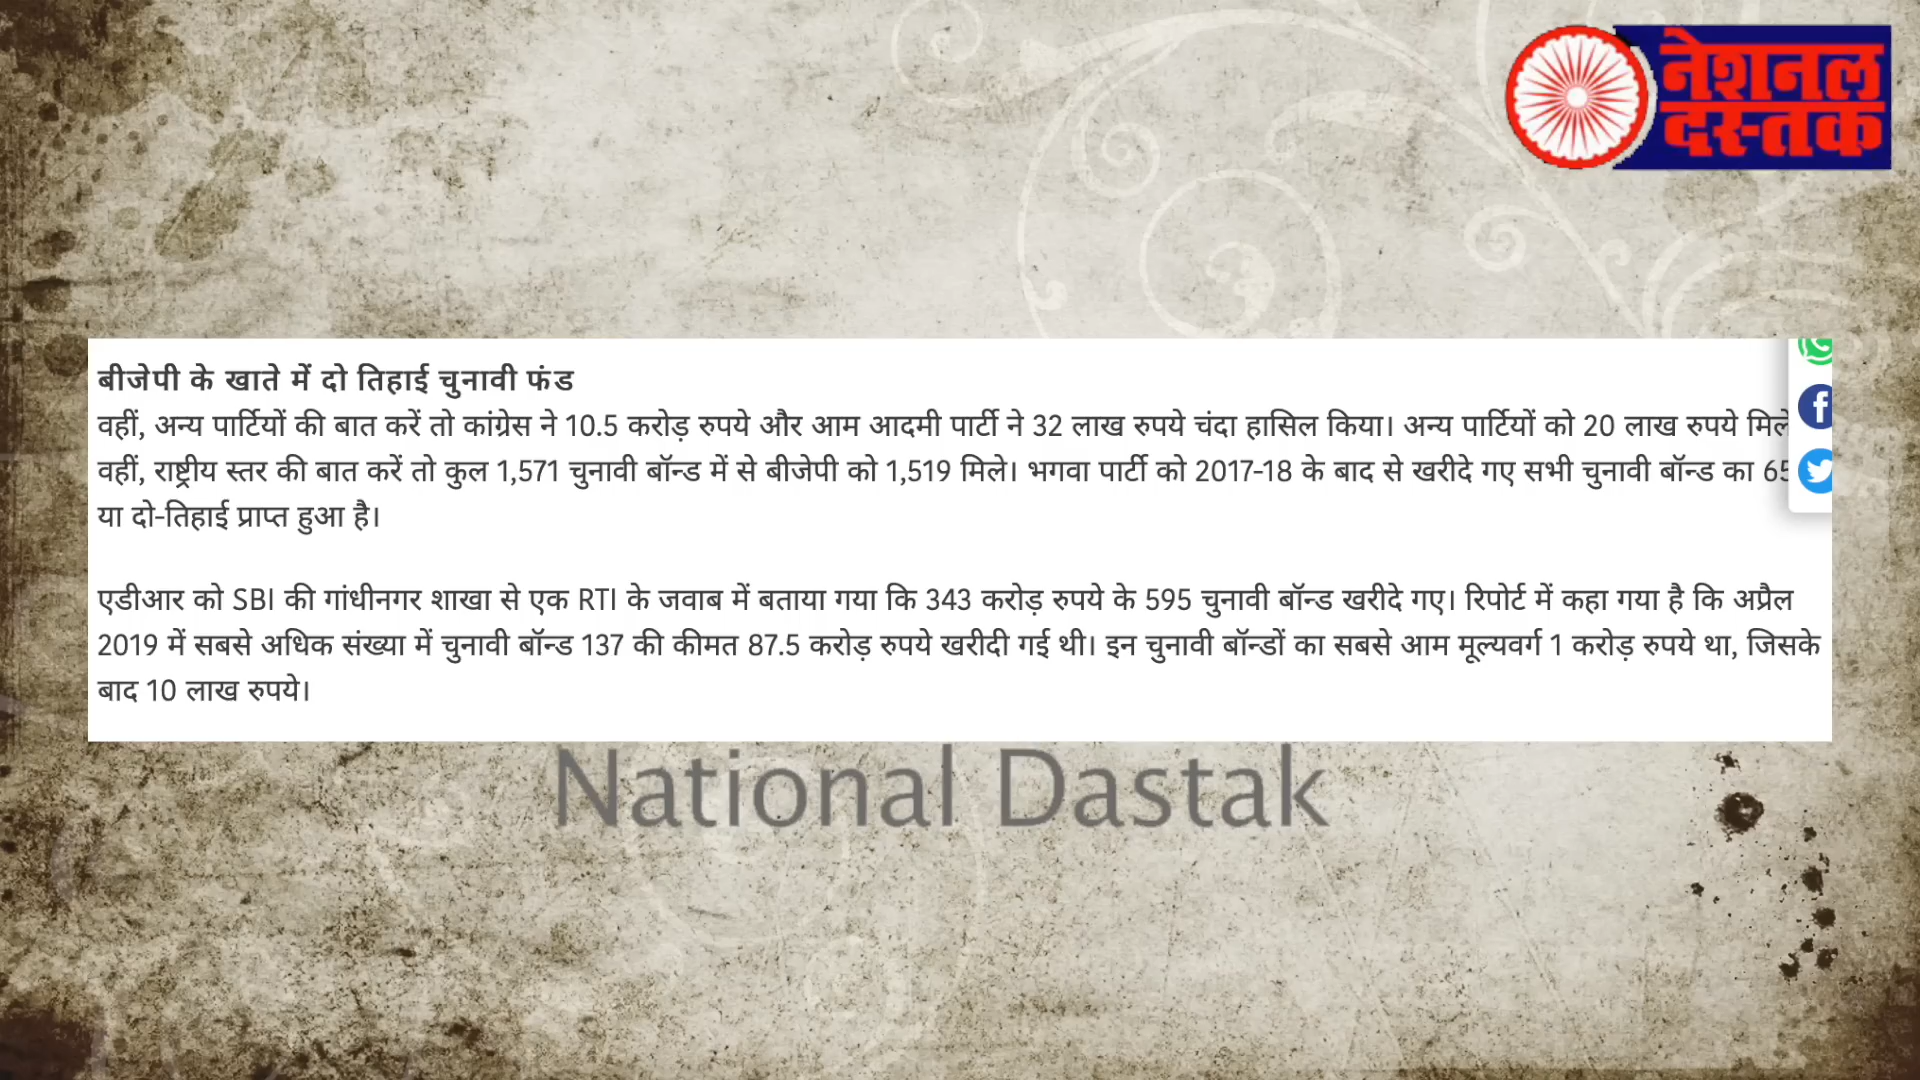 नेशनल
दस्तक
बीजेपी के खाते में दो तिहाई चुनावी फंड
वहीं, अन्य पार्टियों की बात करें तो कांग्रेस ने 10.5 करोड़ रुपये और आम आदमी पार्टी ने 32 लाख रुपये चंदा हासिल किया। अन्य पार्टियों को 20 लाख रुपये मिले
वहीं, राष्ट्रीय स्तर की बात करें तो कुल 1,571 चुनावी बॉन्ड में से बीजेपी को 1,519 मिले। भगवा पार्टी को 2017-18 के बाद से खरीदे गए सभी चुनावी बॉन्ड का 65
या दो-तिहाई प्राप्त हुआ है।
एडीआर को SBI की गांधीनगर शाखा से एक RTI के जवाब में बताया गया कि 343 करोड़ रुपये के 595 चुनावी बॉन्ड खरीदे गए। रिपोर्ट में कहा गया है कि अप्रैल
2019 में सबसे अधिक संख्या में चुनावी बॉन्ड 137 की कीमत 87.5 करोड़ रुपये खरीदी गई थी। इन चुनावी बॉन्डों का सबसे आम मूल्यवर्ग 1 करोड़ रुपये था, जिसके
बाद 10 लाख रुपये।
National Dastak